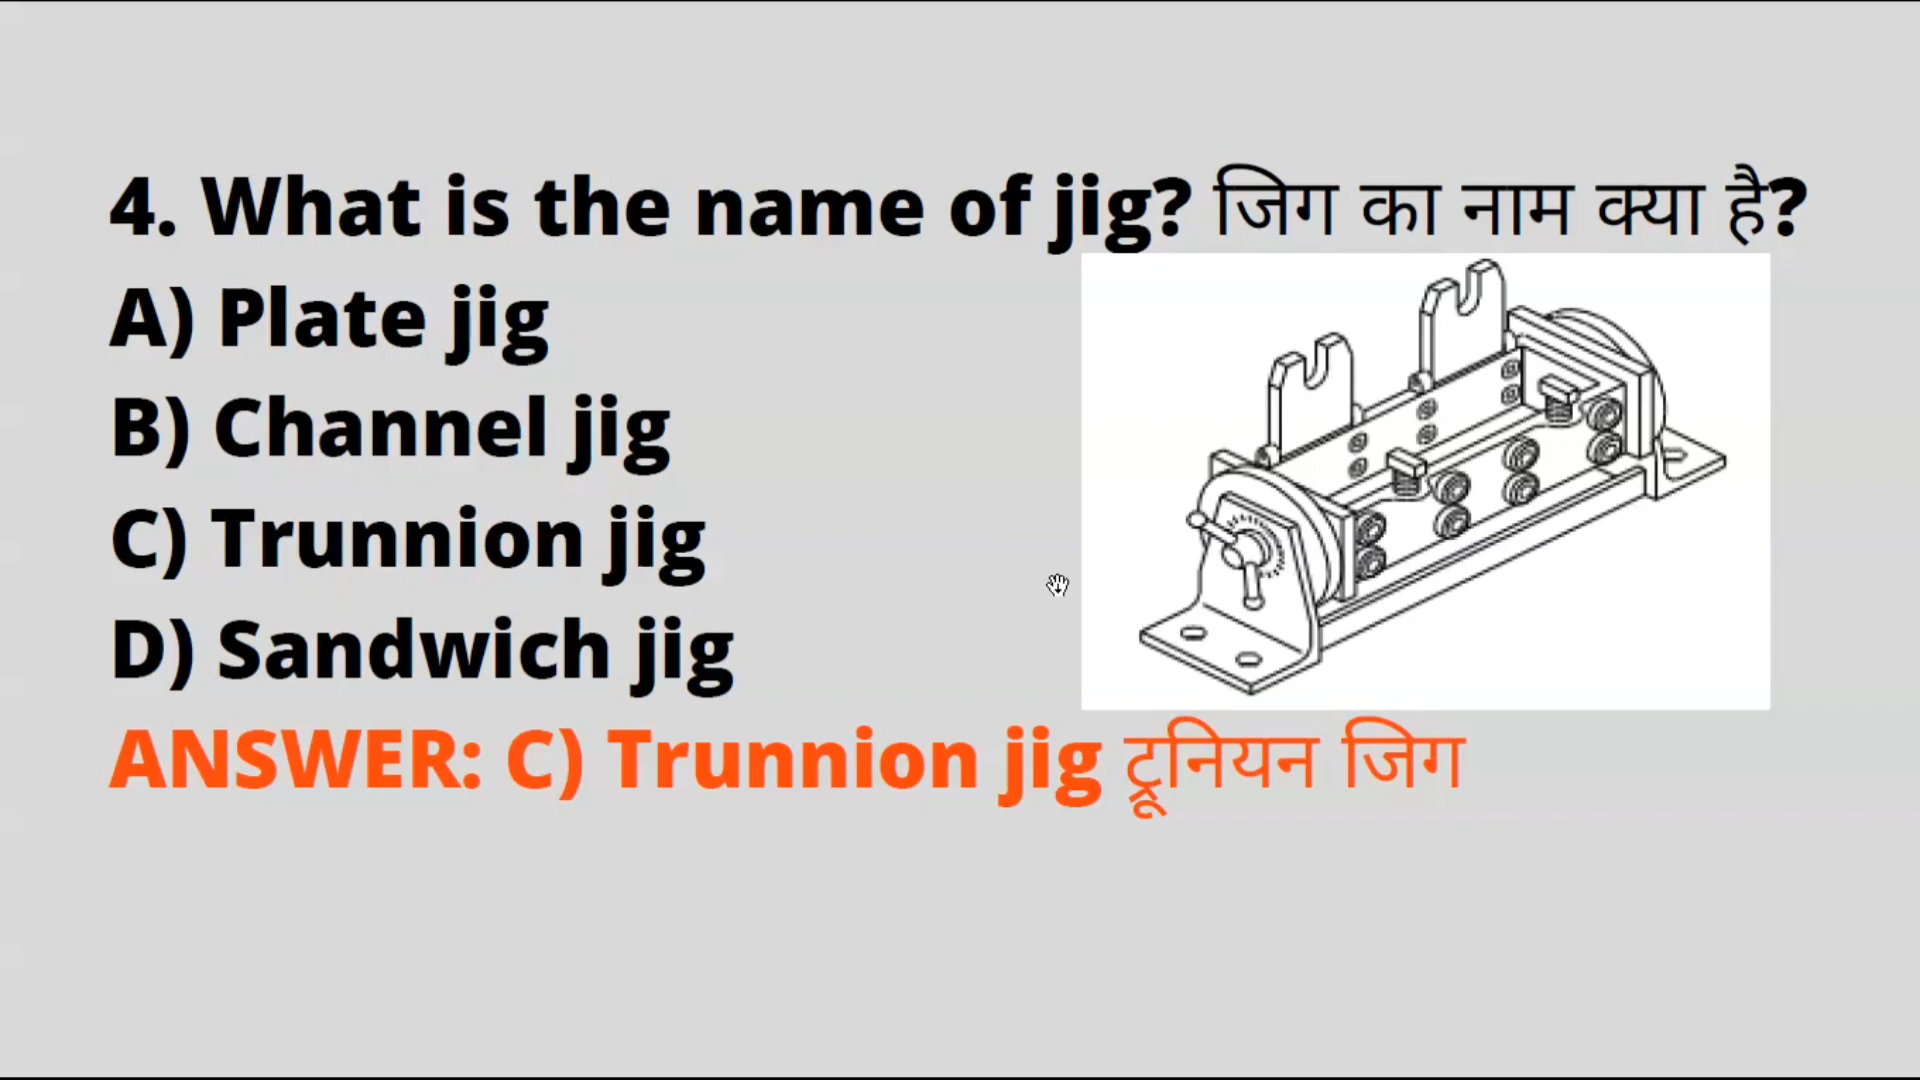 4. What is the name of jig? जिग का नाम क्या है?
A) Plate jig
B) Channel jig
C) Trunnion jig
D) Sandwich jig
ANSWER: C) Trunnion jig ट्रूनियन जिग